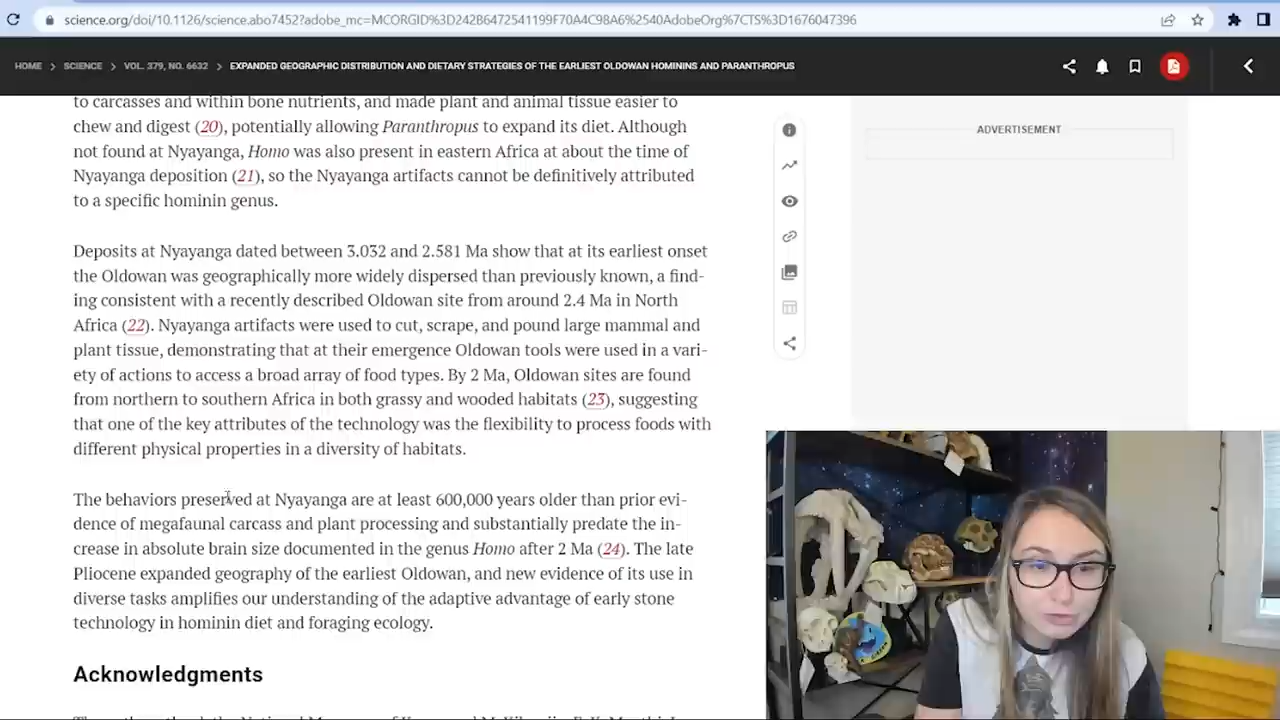 science.org/doi/10.1126/science.abo7452?adobe_mc=MCORGID%3D242B6472541199F70A4C98A6%2540AdobeOrg%7CTS%3D1676047396
HOME > SCIENCE > VOL. 379, NO. 6632 > EXPANDED GEOGRAPHIC DISTRIBUTION AND DIETARY STRATEGIES OF THE EARLIEST OLDOWAN HOMININS AND PARANTHROPUS
to carcasses and within bone nutrients, and made plant and animal tissue easier to
chew and digest (20), potentially allowing Paranthropus to expand its diet. Although
not found at Nyayanga, Homo was also present in eastern Africa at about the time of
Nyayanga deposition (21), so the Nyayanga artifacts cannot be definitively attributed
to a specific hominin genus.
Deposits at Nyayanga dated between 3.032 and 2.581 Ma show that at its earliest onset
the Oldowan was geographically more widely dispersed than previously known, a find-
ing consistent with a recently described Oldowan site from around 2.4 Ma in North
Africa (22). Nyayanga artifacts were used to cut, scrape, and pound large mammal and
plant tissue, demonstrating that at their emergence Oldowan tools were used in a vari-
ety of actions to access a broad array of food types. By 2 Ma, Oldowan sites are found
from northern to southern Africa in both grassy and wooded habitats (23), suggesting
that one of the key attributes of the technology was the flexibility to process foods with
different physical properties in a diversity of habitats.
The behaviors preserved at Nyayanga are at least 600,000 years older than prior evi-
dence of megafaunal carcass and plant processing and substantially predate the in-
crease in absolute brain size documented in the genus Homo after 2 Ma (24). The late
Pliocene expanded geography of the earliest Oldowan, and new evidence of its use in
diverse tasks amplifies our understanding of the adaptive advantage of early stone
technology in hominin diet and foraging ecology.
Acknowledgments
ADVERTISEMENT